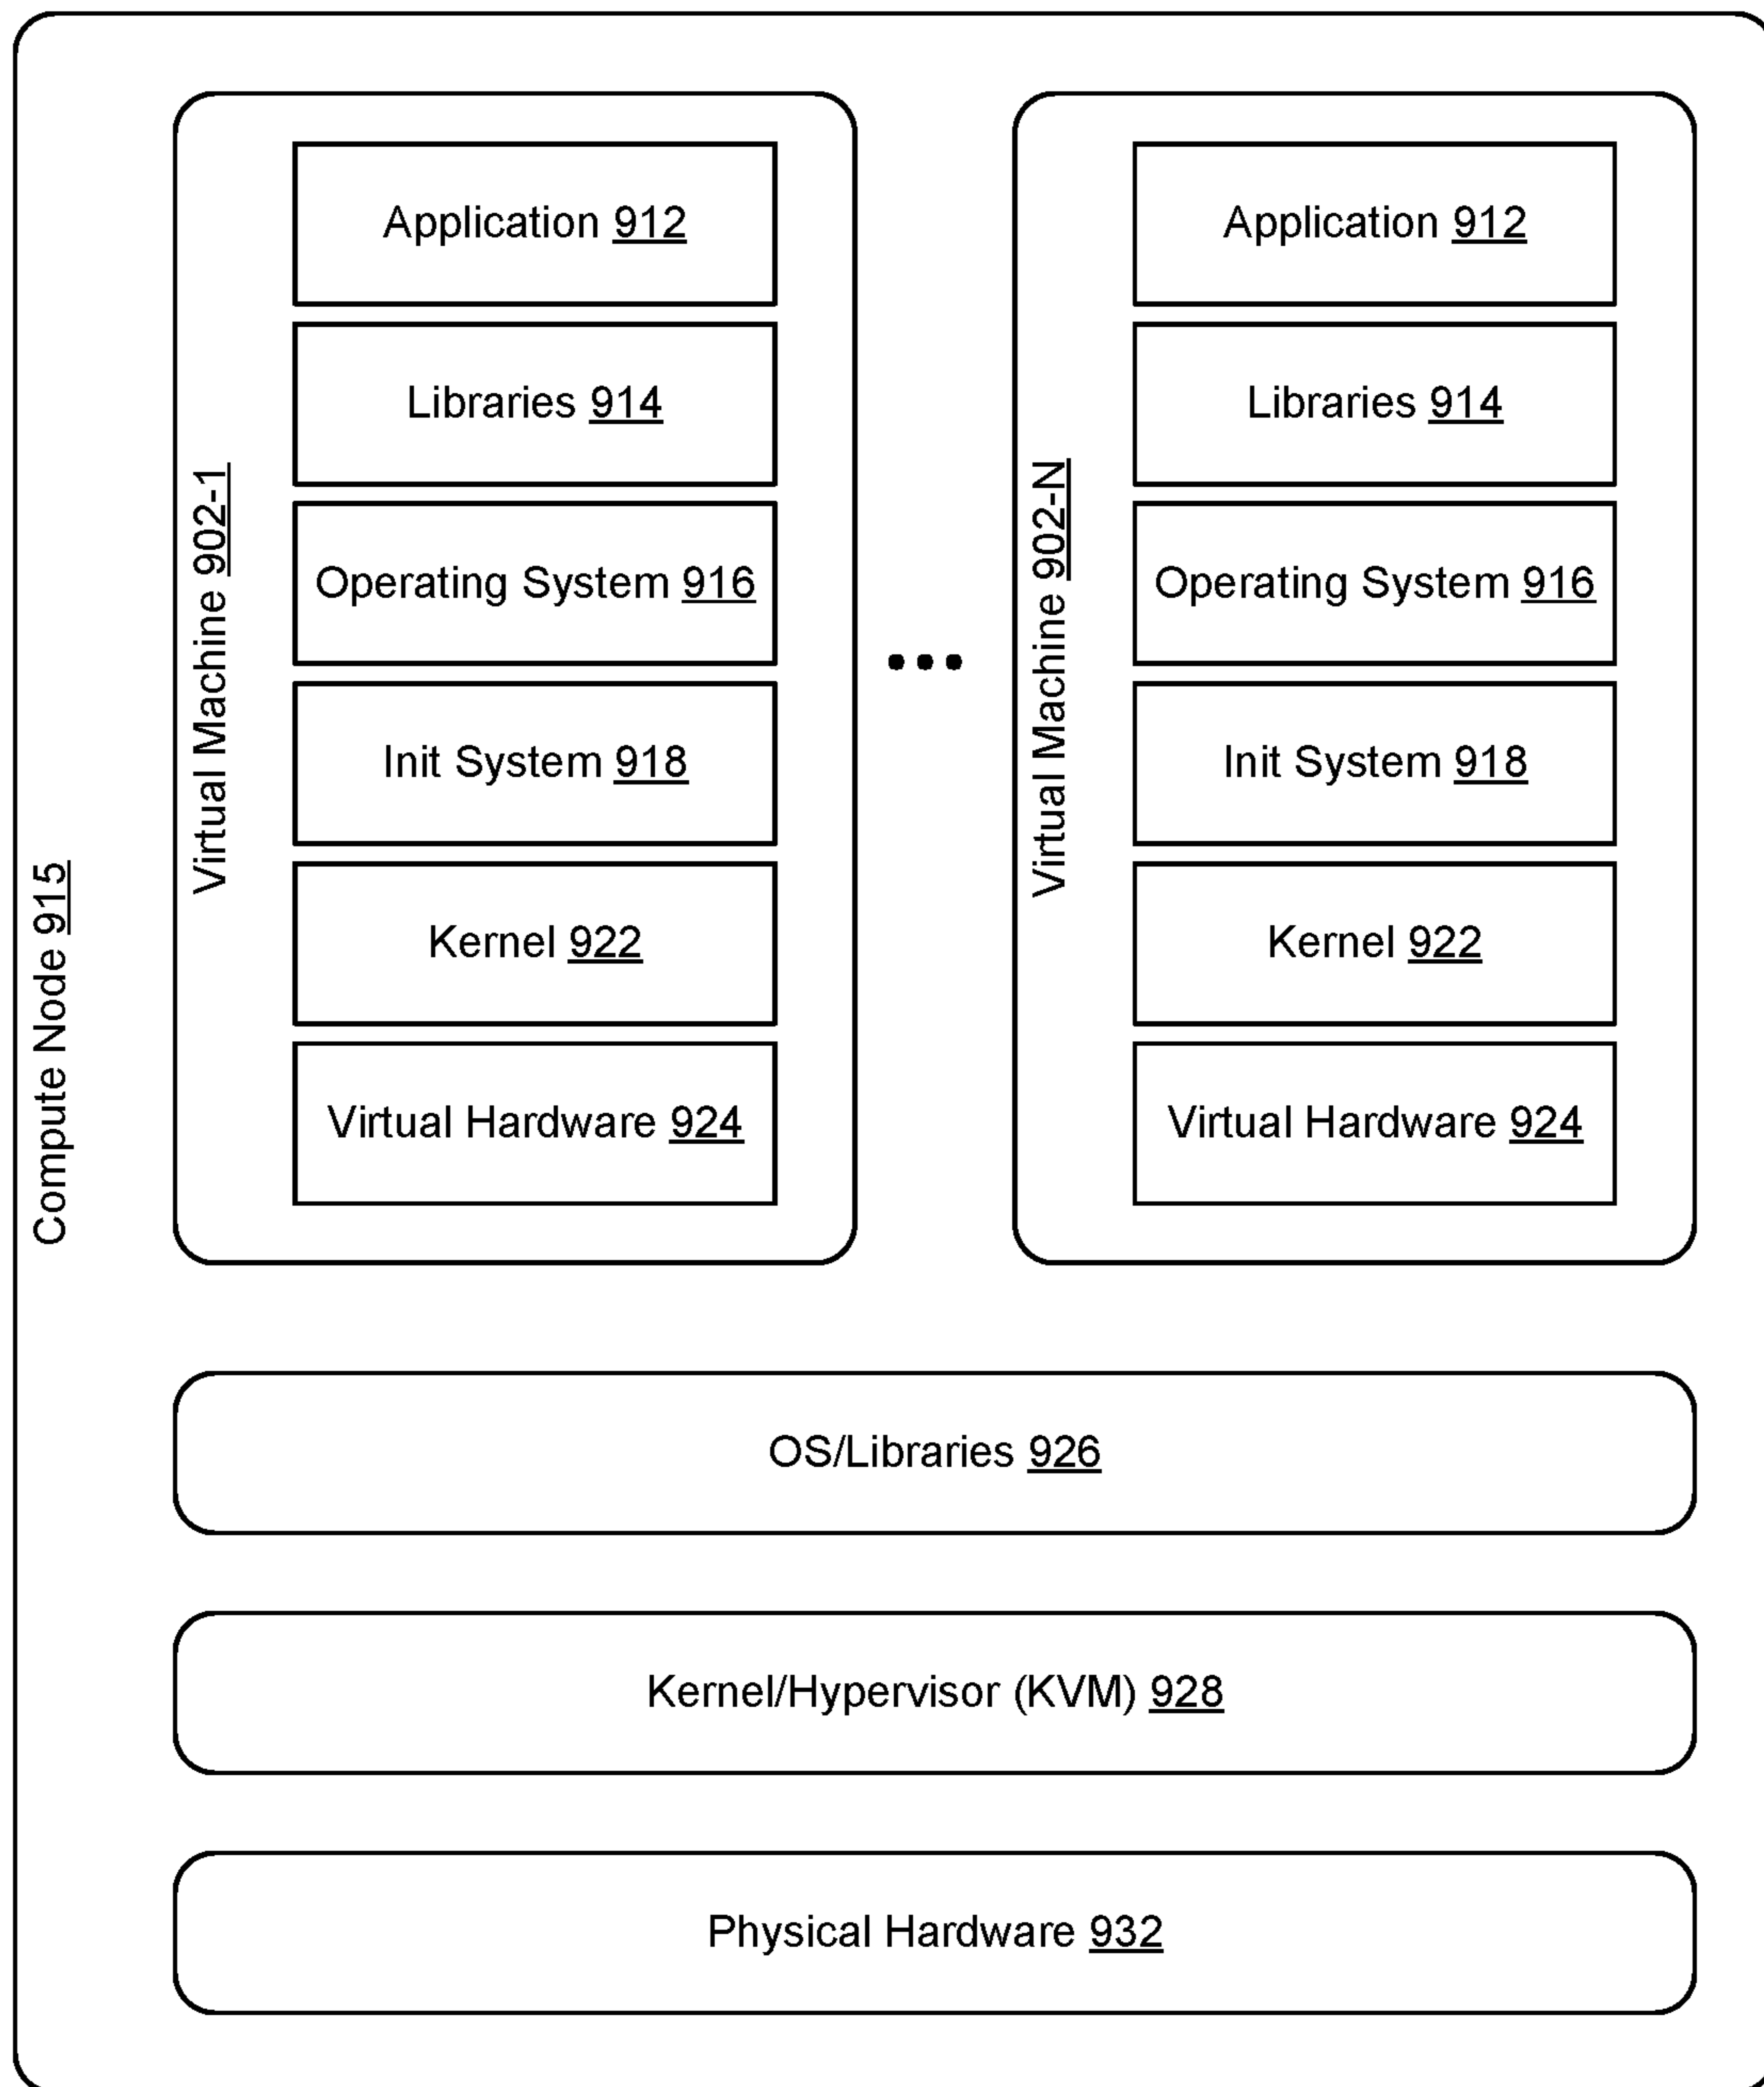 Compute Node 915
Virtual Machine 902-1
Application 912
Libraries 914
Operating System 916
Init System 918
Kernel 922
Virtual Hardware 924
Virtual Machine 902-N
Application 912
Libraries 914
Operating System 916
Init System 918
Kernel 922
Virtual Hardware 924
OS/Libraries 926
Kernel/Hypervisor (KVM) 928
Physical Hardware 932